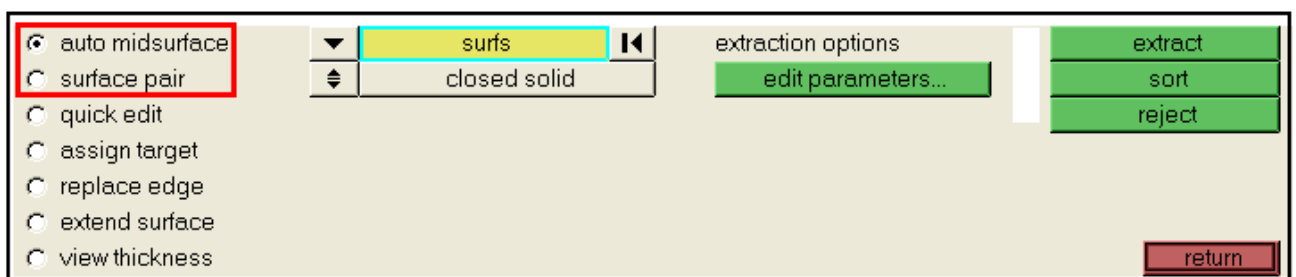 auto midsurface surfs extraction options extract
surface pair closed solid edit parameters... sort
quick edit reject
assign target
replace edge
extend surface
view thickness return